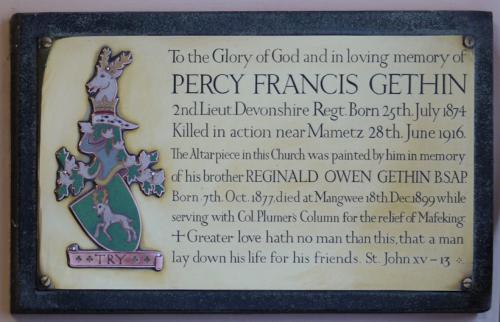 To the Glory of God and in loving memory of
PERCY FRANCIS GETHIN
2nd. Lieut. Devonshire Regt. Born 25th. July 1874
Killed in action near Mametz 28th. June 1916.
The Altarpiece in this Church was painted by him in memory
of his brother REGINALD OWEN GETHIN B.S.A.P.
Born 7th. Oct. 1877, died at Mangwee 18th. Dec: 1899 while
serving with Col. Plumer's Column for the relief of Mafeking:
+ Greater love hath no man than this, that a man
lay down his life for his friends. St. John xv – 13
TRY